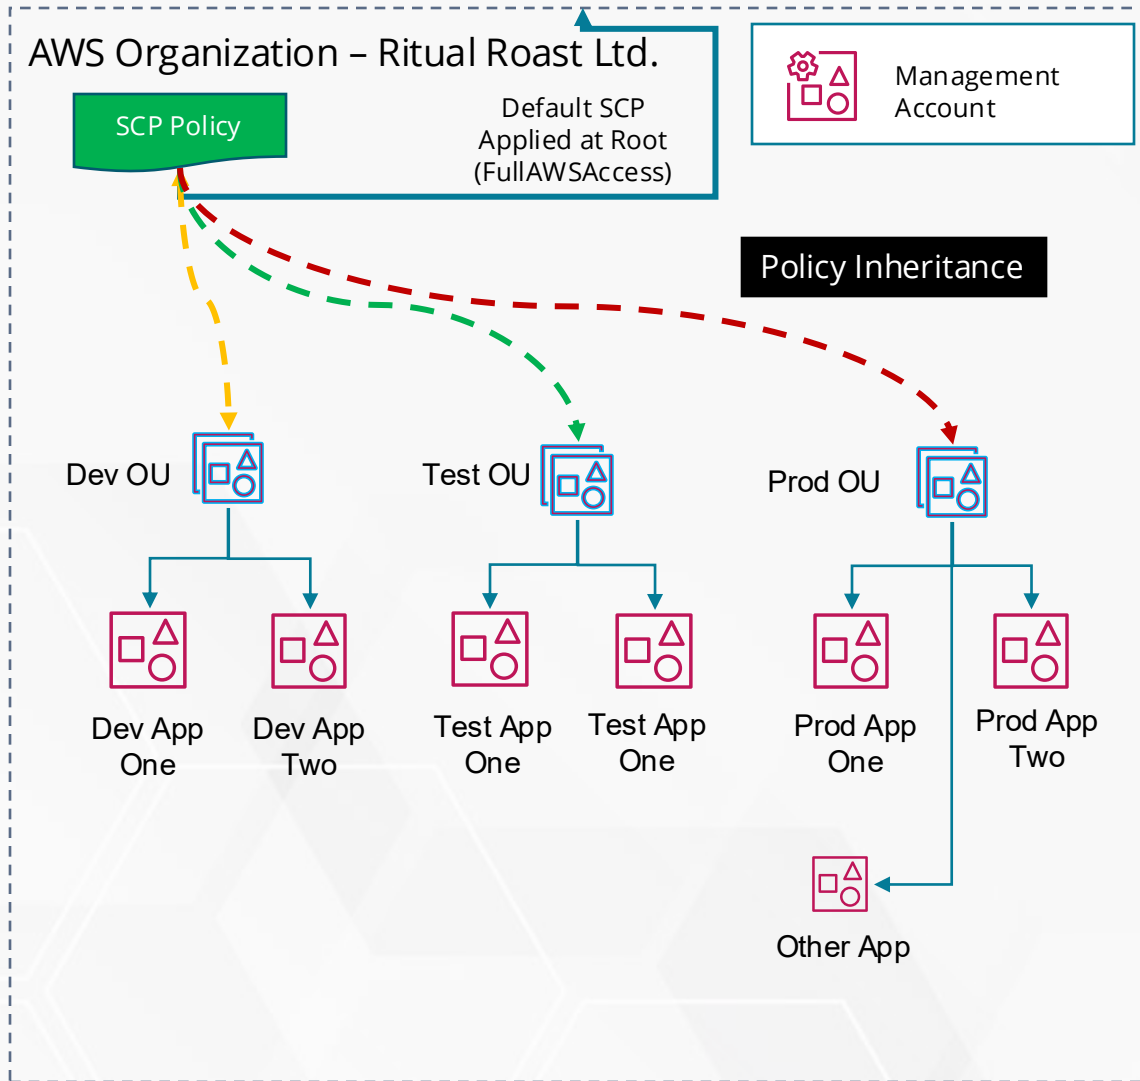 AWS Organization – Ritual Roast Ltd.
Management
Account
SCP Policy
Default SCP
Applied at Root
(FullAWSAccess)
Policy Inheritance
Dev OU
Test OU
Prod OU
Dev App
One
Dev App
Two
Test App
One
Test App
One
Prod App
One
Prod App
Two
Other App